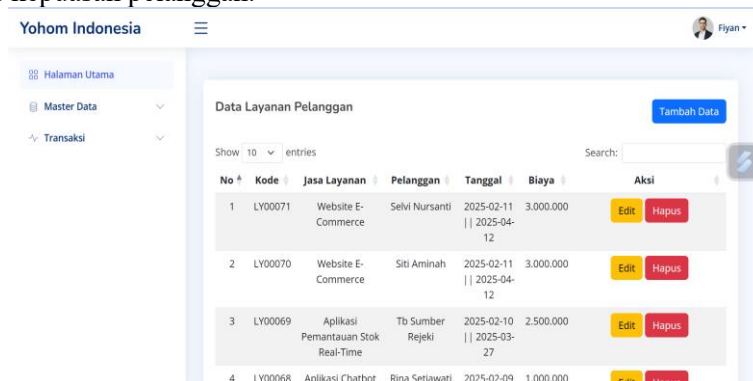 kepuasan pelanggan.
Yohom Indonesia
Fiyan
Halaman Utama
Master Data
Transaksi
Data Layanan Pelanggan
Tambah Data
Show 10 entries
Search:
No Kode Jasa Layanan Pelanggan Tanggal Biaya Aksi
1 LY00071 Website E- Selvi Nursanti 2025-02-11 3.000.000 Edit Hapus
Commerce || 2025-04-
12
2 LY00070 Website E- Siti Aminah 2025-02-11 3.000.000 Edit Hapus
Commerce || 2025-04-
12
3 LY00069 Aplikasi Tb Sumber 2025-02-10 2.500.000 Edit Hapus
Pemantauan Stok Rejeki || 2025-03-
Real-Time 27
4 LY00068 Aplikasi Chatbot Rina Setiawati 2025-02-09 1.000.000 Edit Hapus